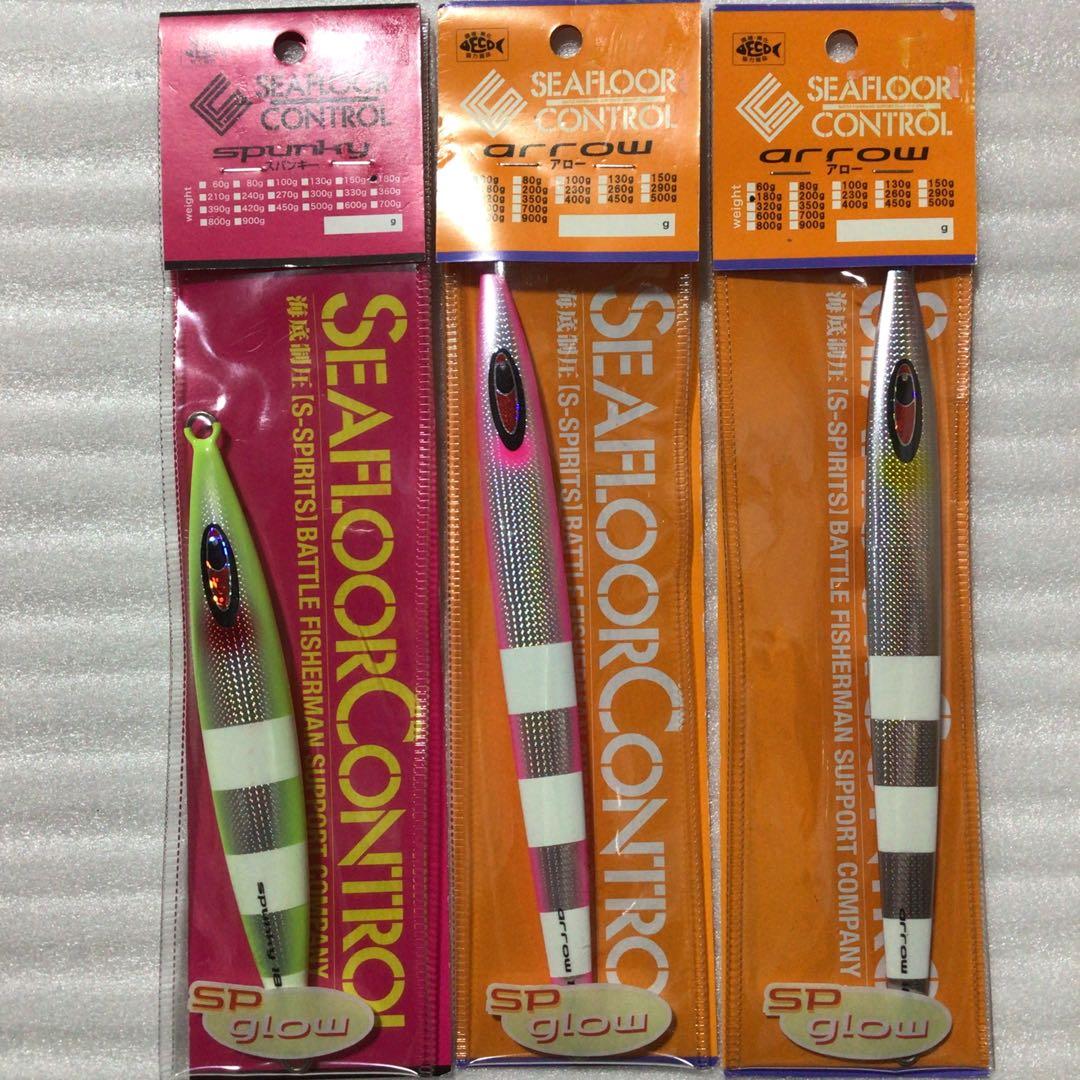 ECO
SEAFLOOR
CONTROL
spunky
スパンキー
weight
60g 80g 100g 130g 150g 180g
210g 240g 270g 300g 330g 360g
390g 420g 450g 500g 600g 700g
800g 900g
g
SEAFLOORCONTROL
海底制圧 [S-SPIRITS] BATTLE FISHERMAN SUPPORT COMPANY
spunky
SP
glow
ECO
SEAFLOOR
CONTROL
arrow
アロー
80g 100g 130g 150g
200g 230g 260g 290g
350g 400g 450g 500g
700g
900g
g
SEAFLOORCONTROL
海底制圧 [S-SPIRITS] BATTLE FISHERMAN
arrow
SP
glow
ECO
SEAFLOOR
CONTROL
arrow
アロー
weight
60g 80g 100g 130g 150g
180g 200g 230g 260g 290g
320g 350g 400g 450g 500g
600g 700g
800g 900g
g
海底制圧 [S-SPIRITS] BATTLE FISHERMAN SUPPORT COMPANY
arrow
SP
glow